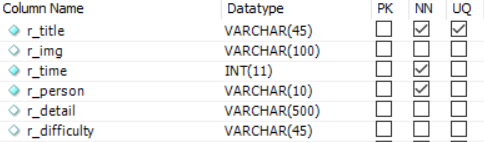 Column Name Datatype PK NN UQ
r_title VARCHAR(45)
r_img VARCHAR(100)
r_time INT(11)
r_person VARCHAR(10)
r_detail VARCHAR(500)
r_difficulty VARCHAR(45)